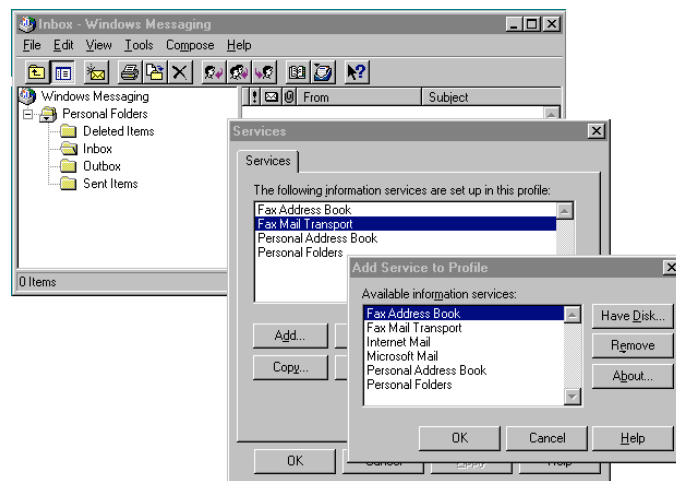 Inbox - Windows Messaging
File Edit View Tools Compose Help
Windows Messaging
Personal Folders
Deleted Items
Inbox
Outbox
Sent Items
! From Subject
0 Items
Services
Services
The following information services are set up in this profile:
Fax Address Book
Fax Mail Transport
Personal Address Book
Personal Folders
Add...
Copy...
OK
Add Service to Profile
Available information services:
Fax Address Book
Fax Mail Transport
Internet Mail
Microsoft Mail
Personal Address Book
Personal Folders
Have Disk...
Remove
About...
OK Cancel Help